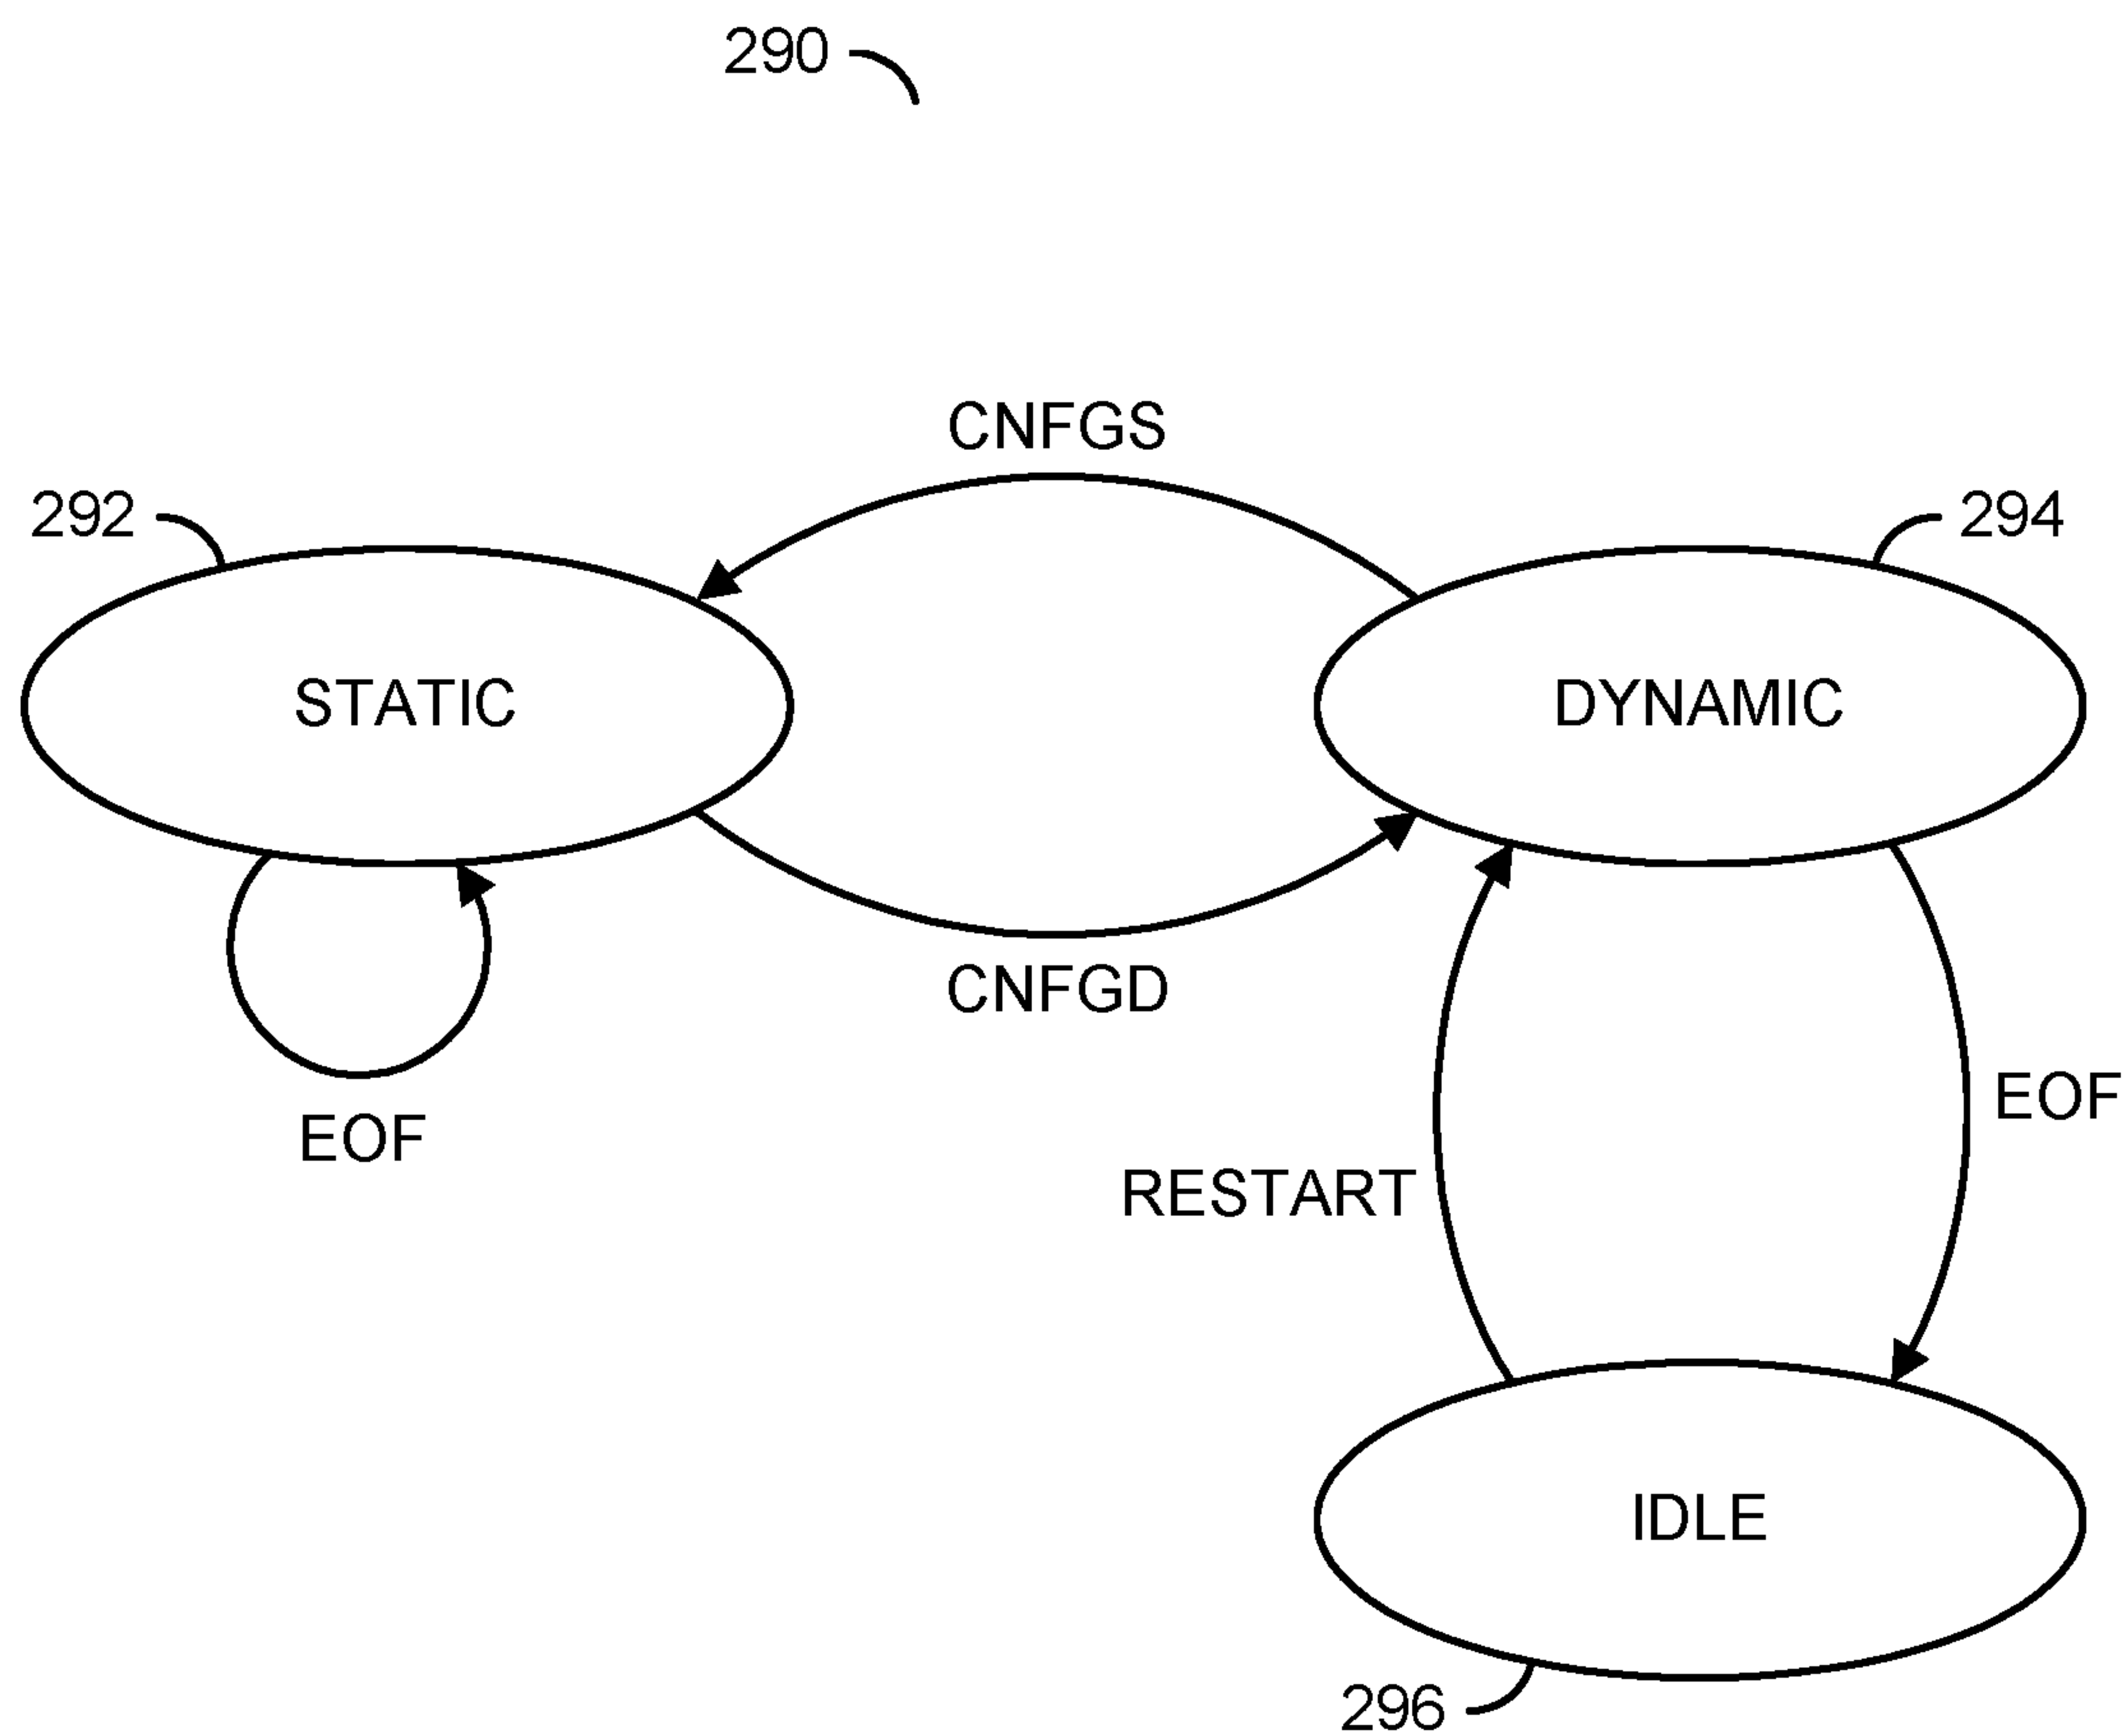 290
CNFGS
292
294
STATIC
DYNAMIC
CNFGD
EOF
EOF
RESTART
IDLE
296